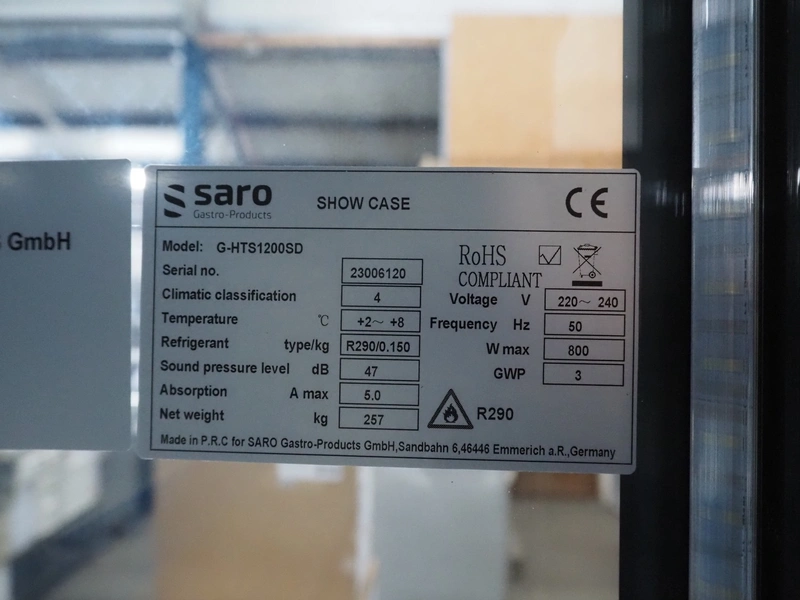 GmbH
saro
Gastro-Products
SHOW CASE
CE
Model: G-HTS1200SD
Serial no. 23006120
Climatic classification 4
Temperature ℃ +2～ +8
Refrigerant type/kg R290/0.150
Sound pressure level dB 47
Absorption A max 5.0
Net weight kg 257
RoHS
COMPLIANT
Voltage V 220～ 240
Frequency Hz 50
W max 800
GWP 3
R290
Made in P.R.C for SARO Gastro-Products GmbH,Sandbahn 6,46446 Emmerich a.R.,Germany